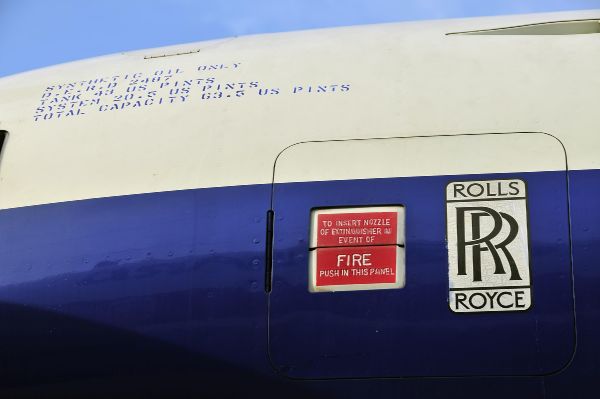 SYNTHETIC OIL ONLY
D.E.R.D 2487
TANK 43 US PINTS
SYSTEM 20.5 US PINTS
TOTAL CAPACITY 63.5 US PINTS
TO INSERT NOZZLE
OF EXTINGUISHER IN
EVENT OF
FIRE
PUSH IN THIS PANEL
ROLLS
RR
ROYCE